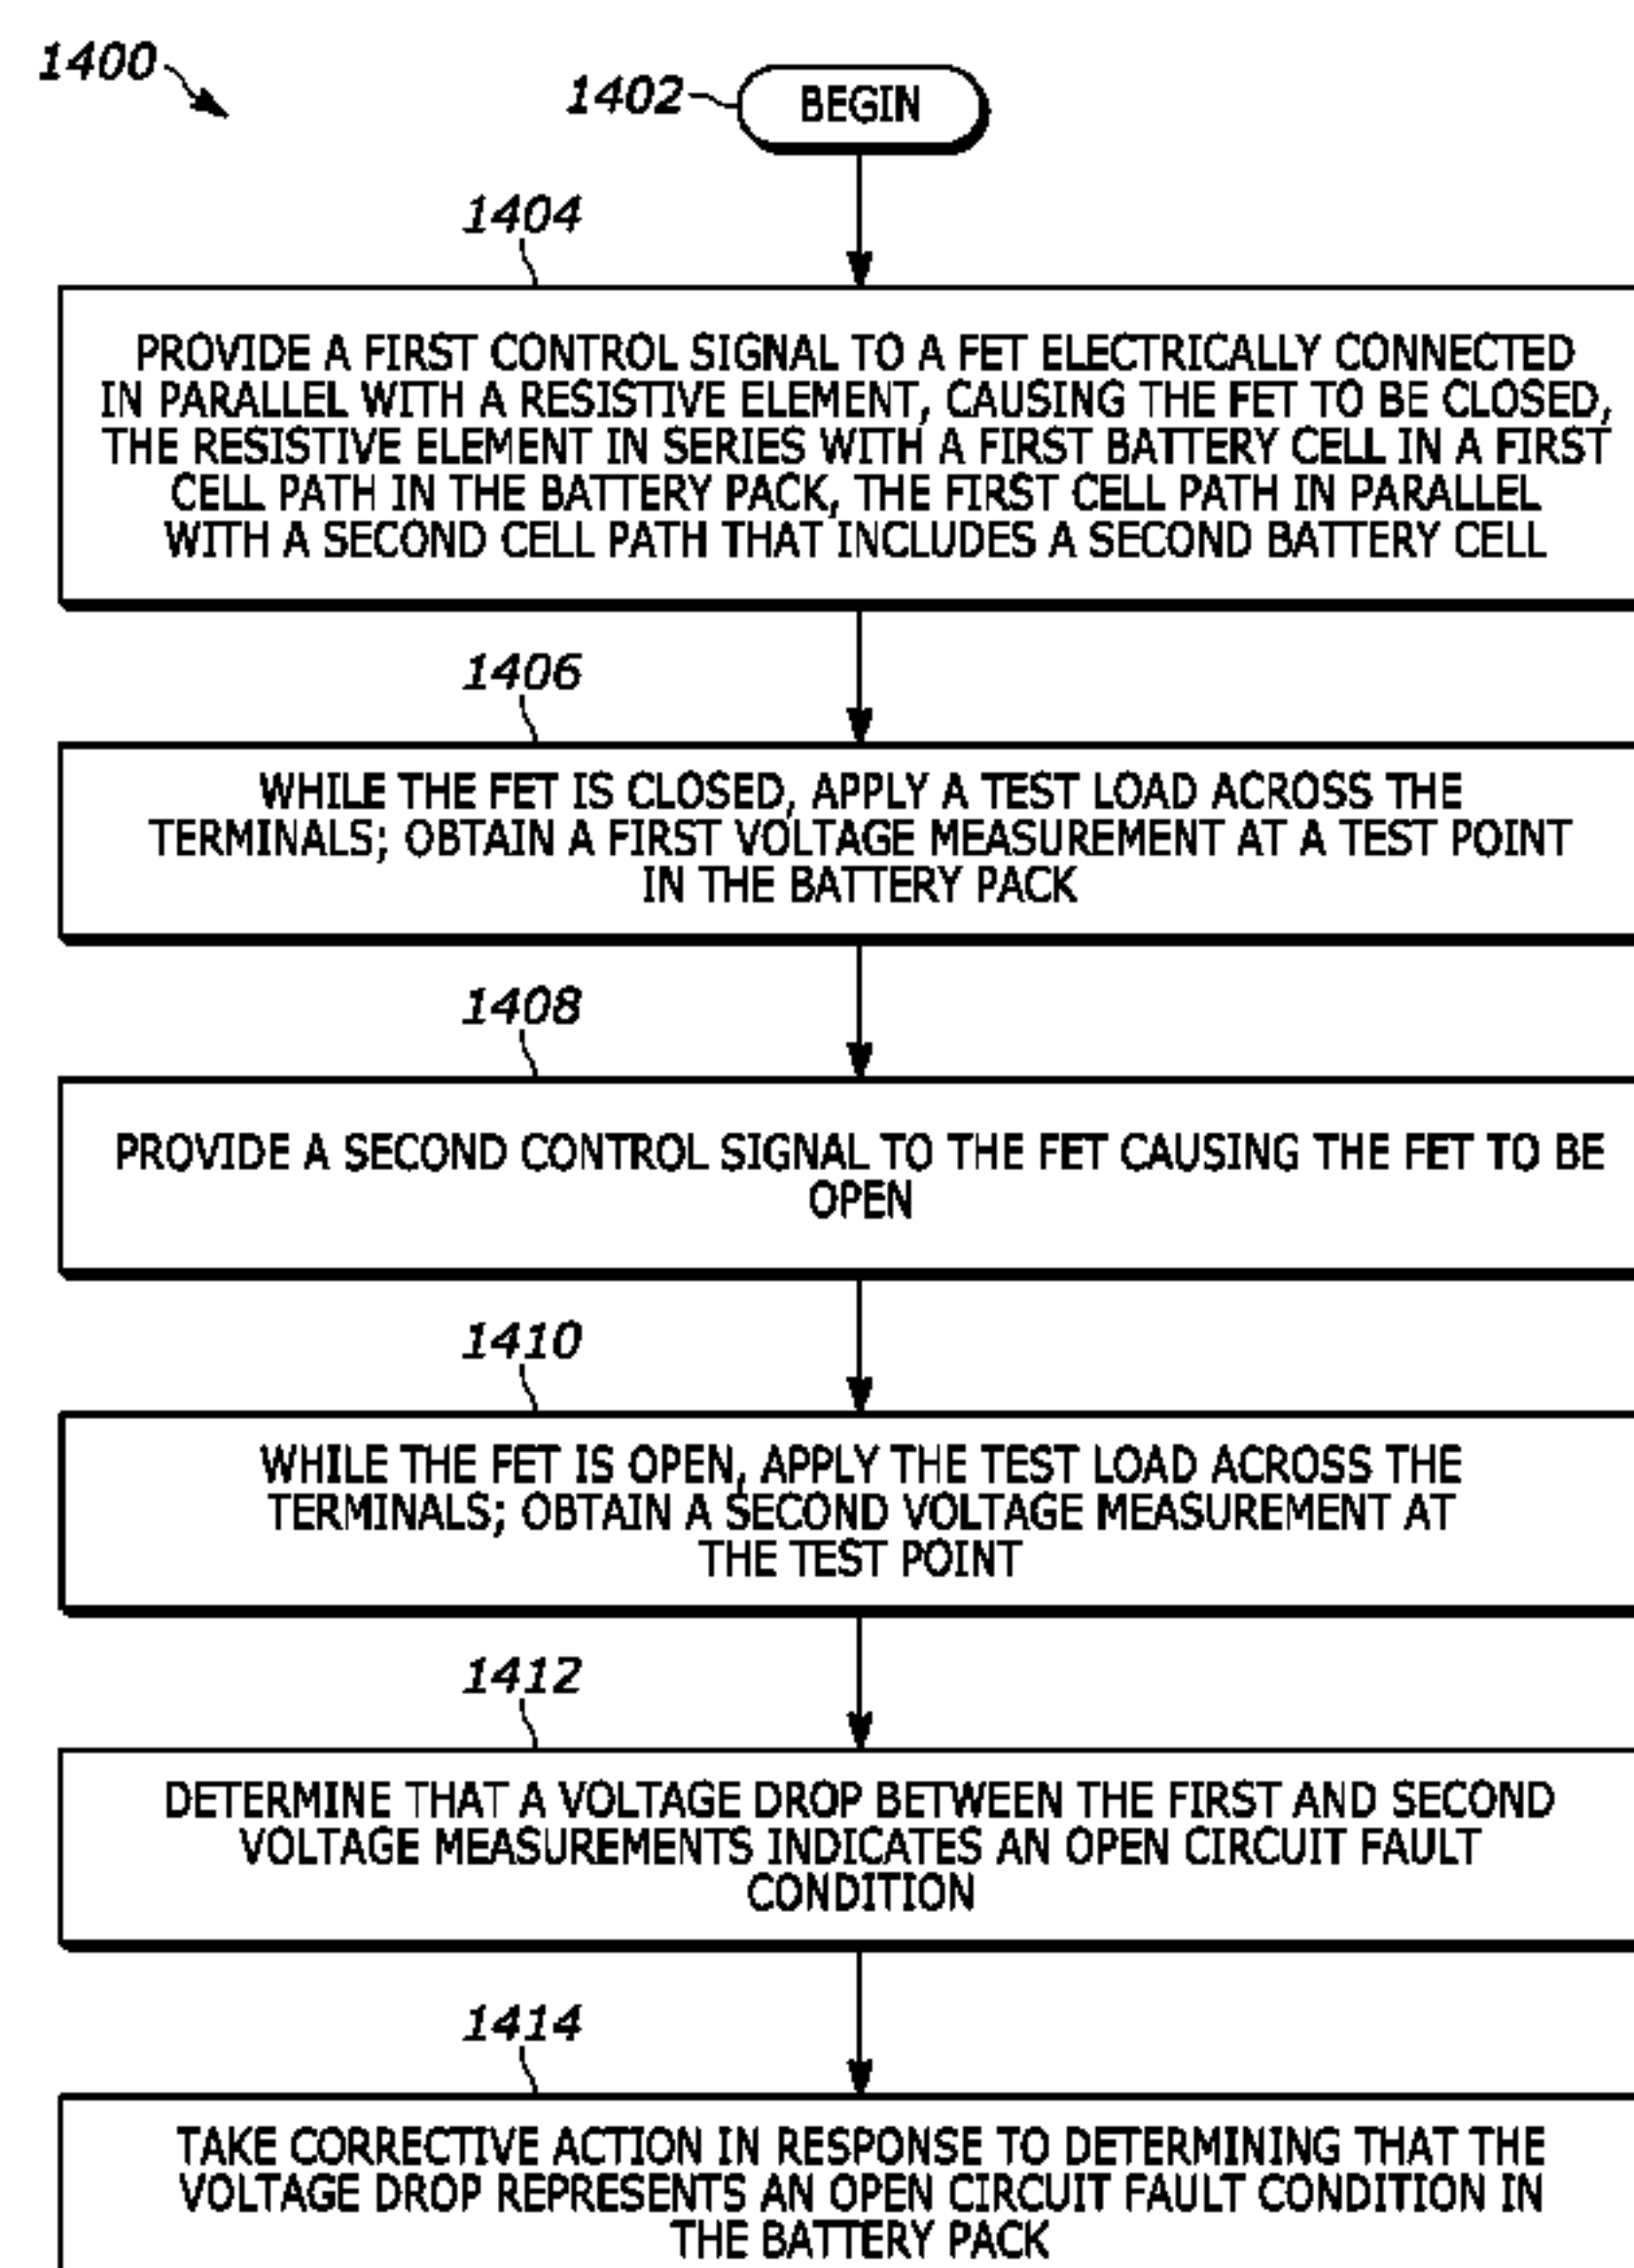 1400
1402
BEGIN
1404
PROVIDE A FIRST CONTROL SIGNAL TO A FET ELECTRICALLY CONNECTED
IN PARALLEL WITH A RESISTIVE ELEMENT, CAUSING THE FET TO BE CLOSED,
THE RESISTIVE ELEMENT IN SERIES WITH A FIRST BATTERY CELL IN A FIRST
CELL PATH IN THE BATTERY PACK, THE FIRST CELL PATH IN PARALLEL
WITH A SECOND CELL PATH THAT INCLUDES A SECOND BATTERY CELL
1406
WHILE THE FET IS CLOSED, APPLY A TEST LOAD ACROSS THE
TERMINALS; OBTAIN A FIRST VOLTAGE MEASUREMENT AT A TEST POINT
IN THE BATTERY PACK
1408
PROVIDE A SECOND CONTROL SIGNAL TO THE FET CAUSING THE FET TO BE
OPEN
1410
WHILE THE FET IS OPEN, APPLY THE TEST LOAD ACROSS THE
TERMINALS; OBTAIN A SECOND VOLTAGE MEASUREMENT AT
THE TEST POINT
1412
DETERMINE THAT A VOLTAGE DROP BETWEEN THE FIRST AND SECOND
VOLTAGE MEASUREMENTS INDICATES AN OPEN CIRCUIT FAULT
CONDITION
1414
TAKE CORRECTIVE ACTION IN RESPONSE TO DETERMINING THAT THE
VOLTAGE DROP REPRESENTS AN OPEN CIRCUIT FAULT CONDITION IN
THE BATTERY PACK